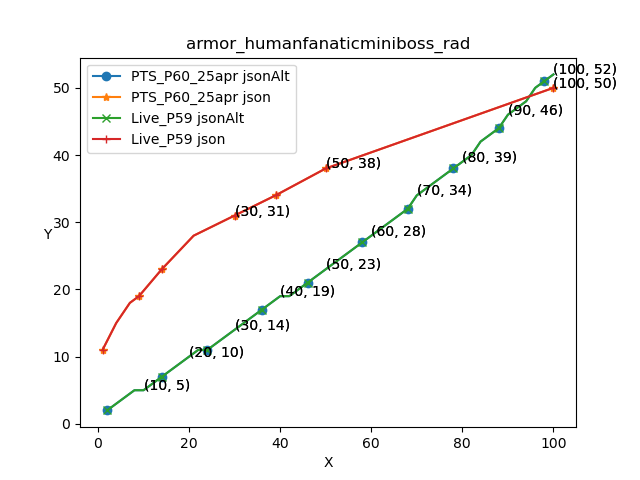 armor_humanfanaticminiboss_rad
PTS_P60_25apr jsonAlt
PTS_P60_25apr json
Live_P59 jsonAlt
Live_P59 json
(100, 52)
(100, 50)
(90, 46)
(50, 38)
(80, 39)
(70, 34)
(30, 31)
(60, 28)
(50, 23)
(40, 19)
(30, 14)
(20, 10)
(10, 5)
50
40
30
20
10
0
Y
0 20 40 60 80 100
X